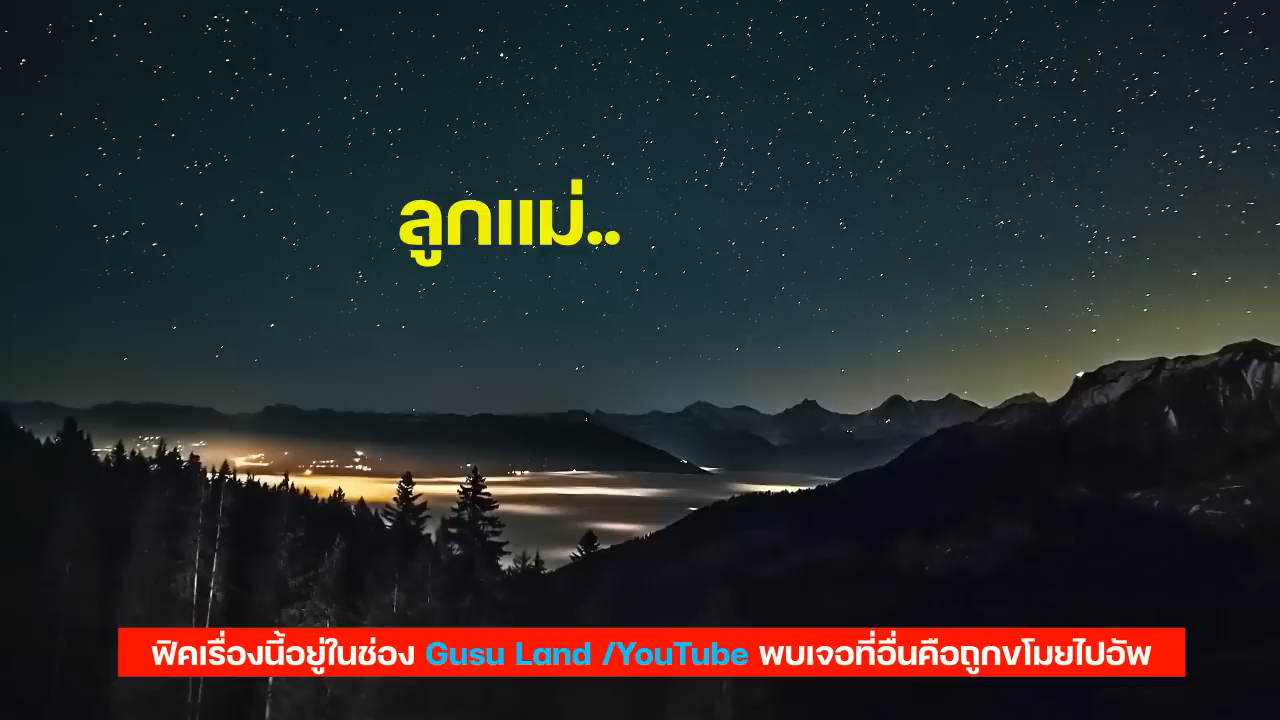 ลูกแม่..
ฟิคเรื่องนี้อยู่ในช่อง Gusu Land /YouTube พบเจอที่อื่นคือถูกขโมยไปอัพ